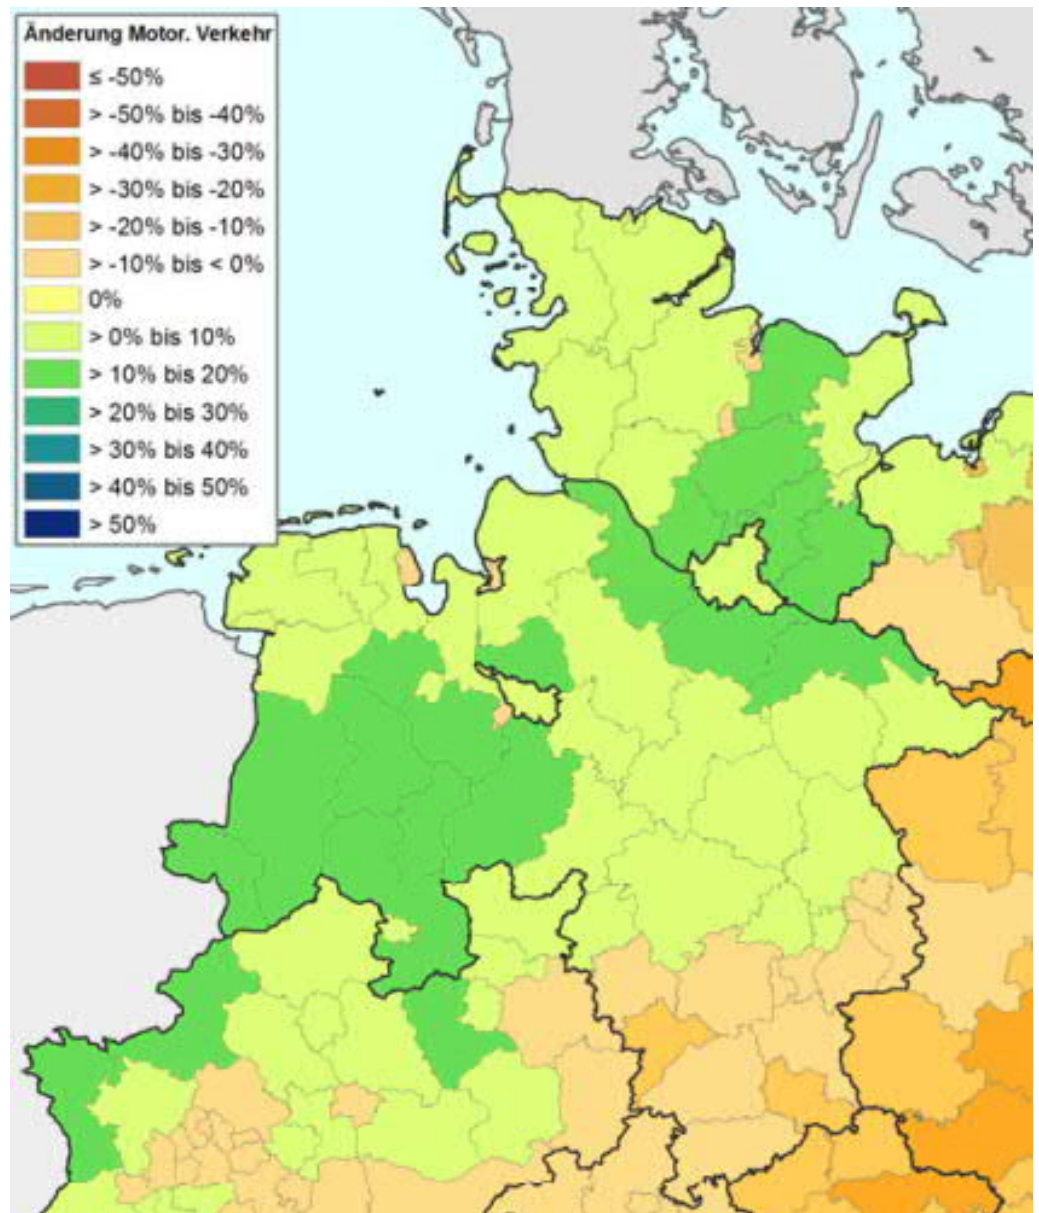 Änderung Motor. Verkehr
≤ -50%
> -50% bis -40%
> -40% bis -30%
> -30% bis -20%
> -20% bis -10%
> -10% bis < 0%
0%
> 0% bis 10%
> 10% bis 20%
> 20% bis 30%
> 30% bis 40%
> 40% bis 50%
> 50%